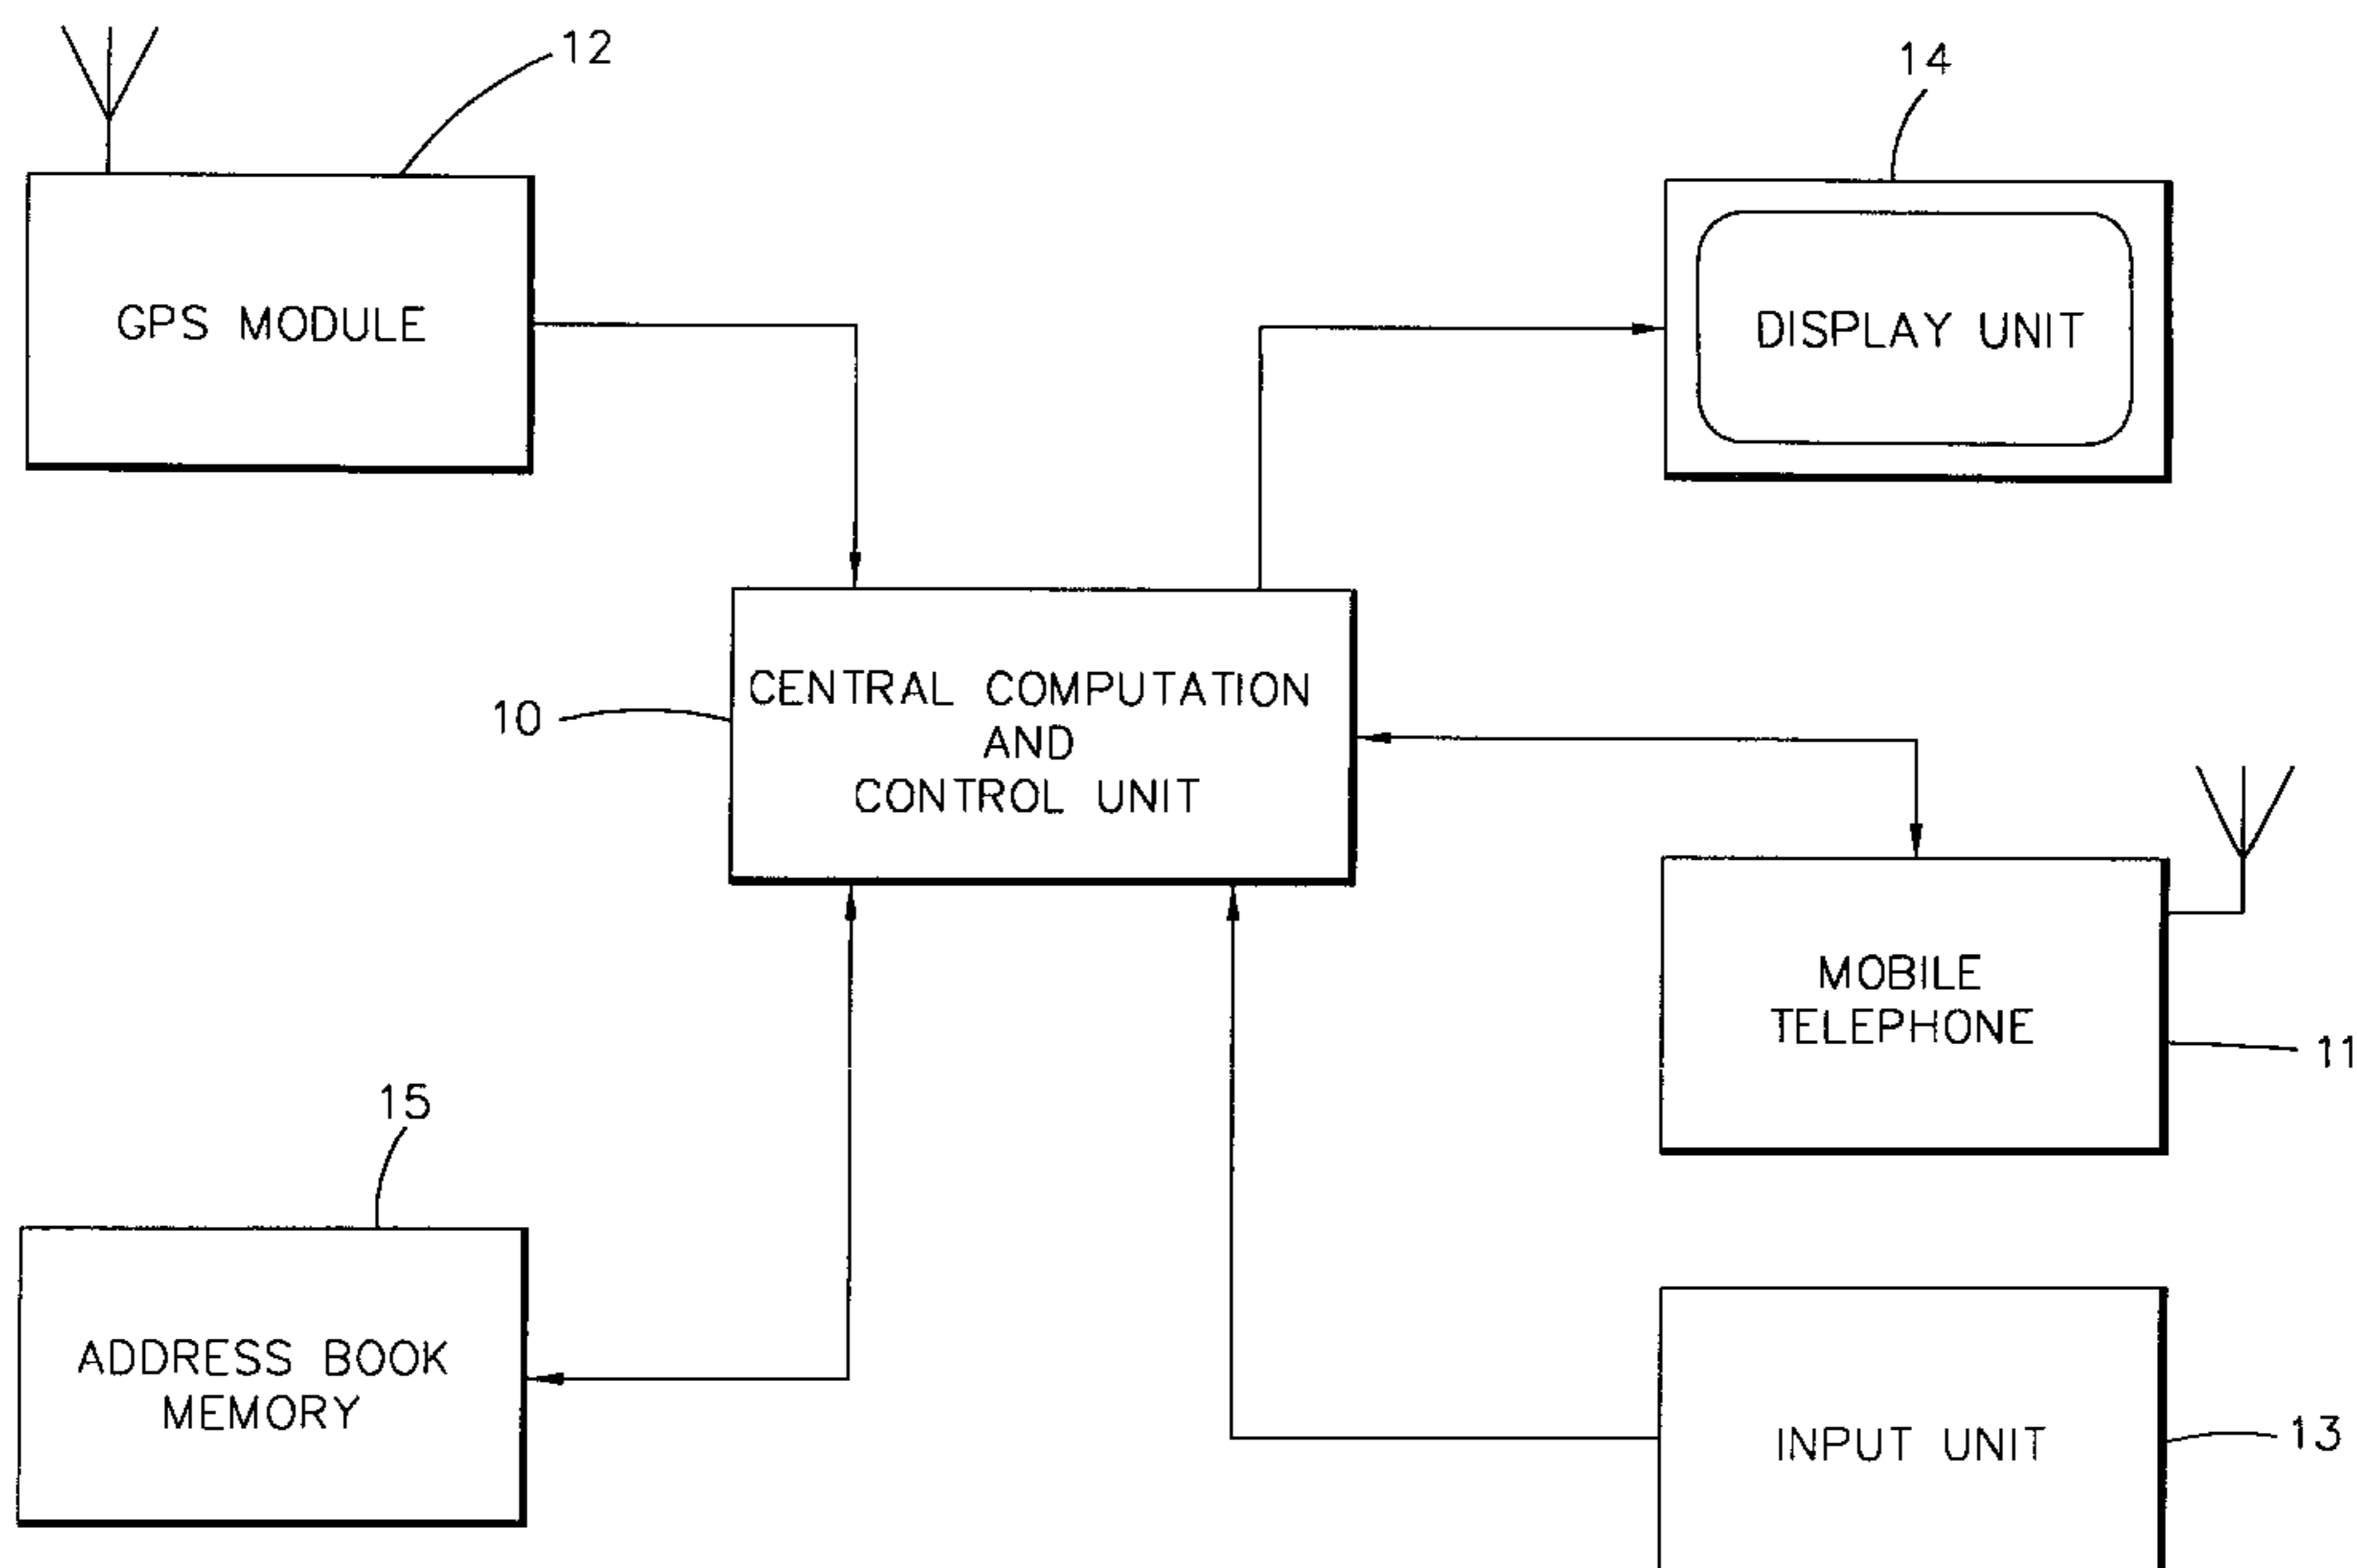 12
14
GPS MODULE
DISPLAY UNIT
10
CENTRAL COMPUTATION
AND
CONTROL UNIT
MOBILE
TELEPHONE
11
15
ADDRESS BOOK
MEMORY
INPUT UNIT
13